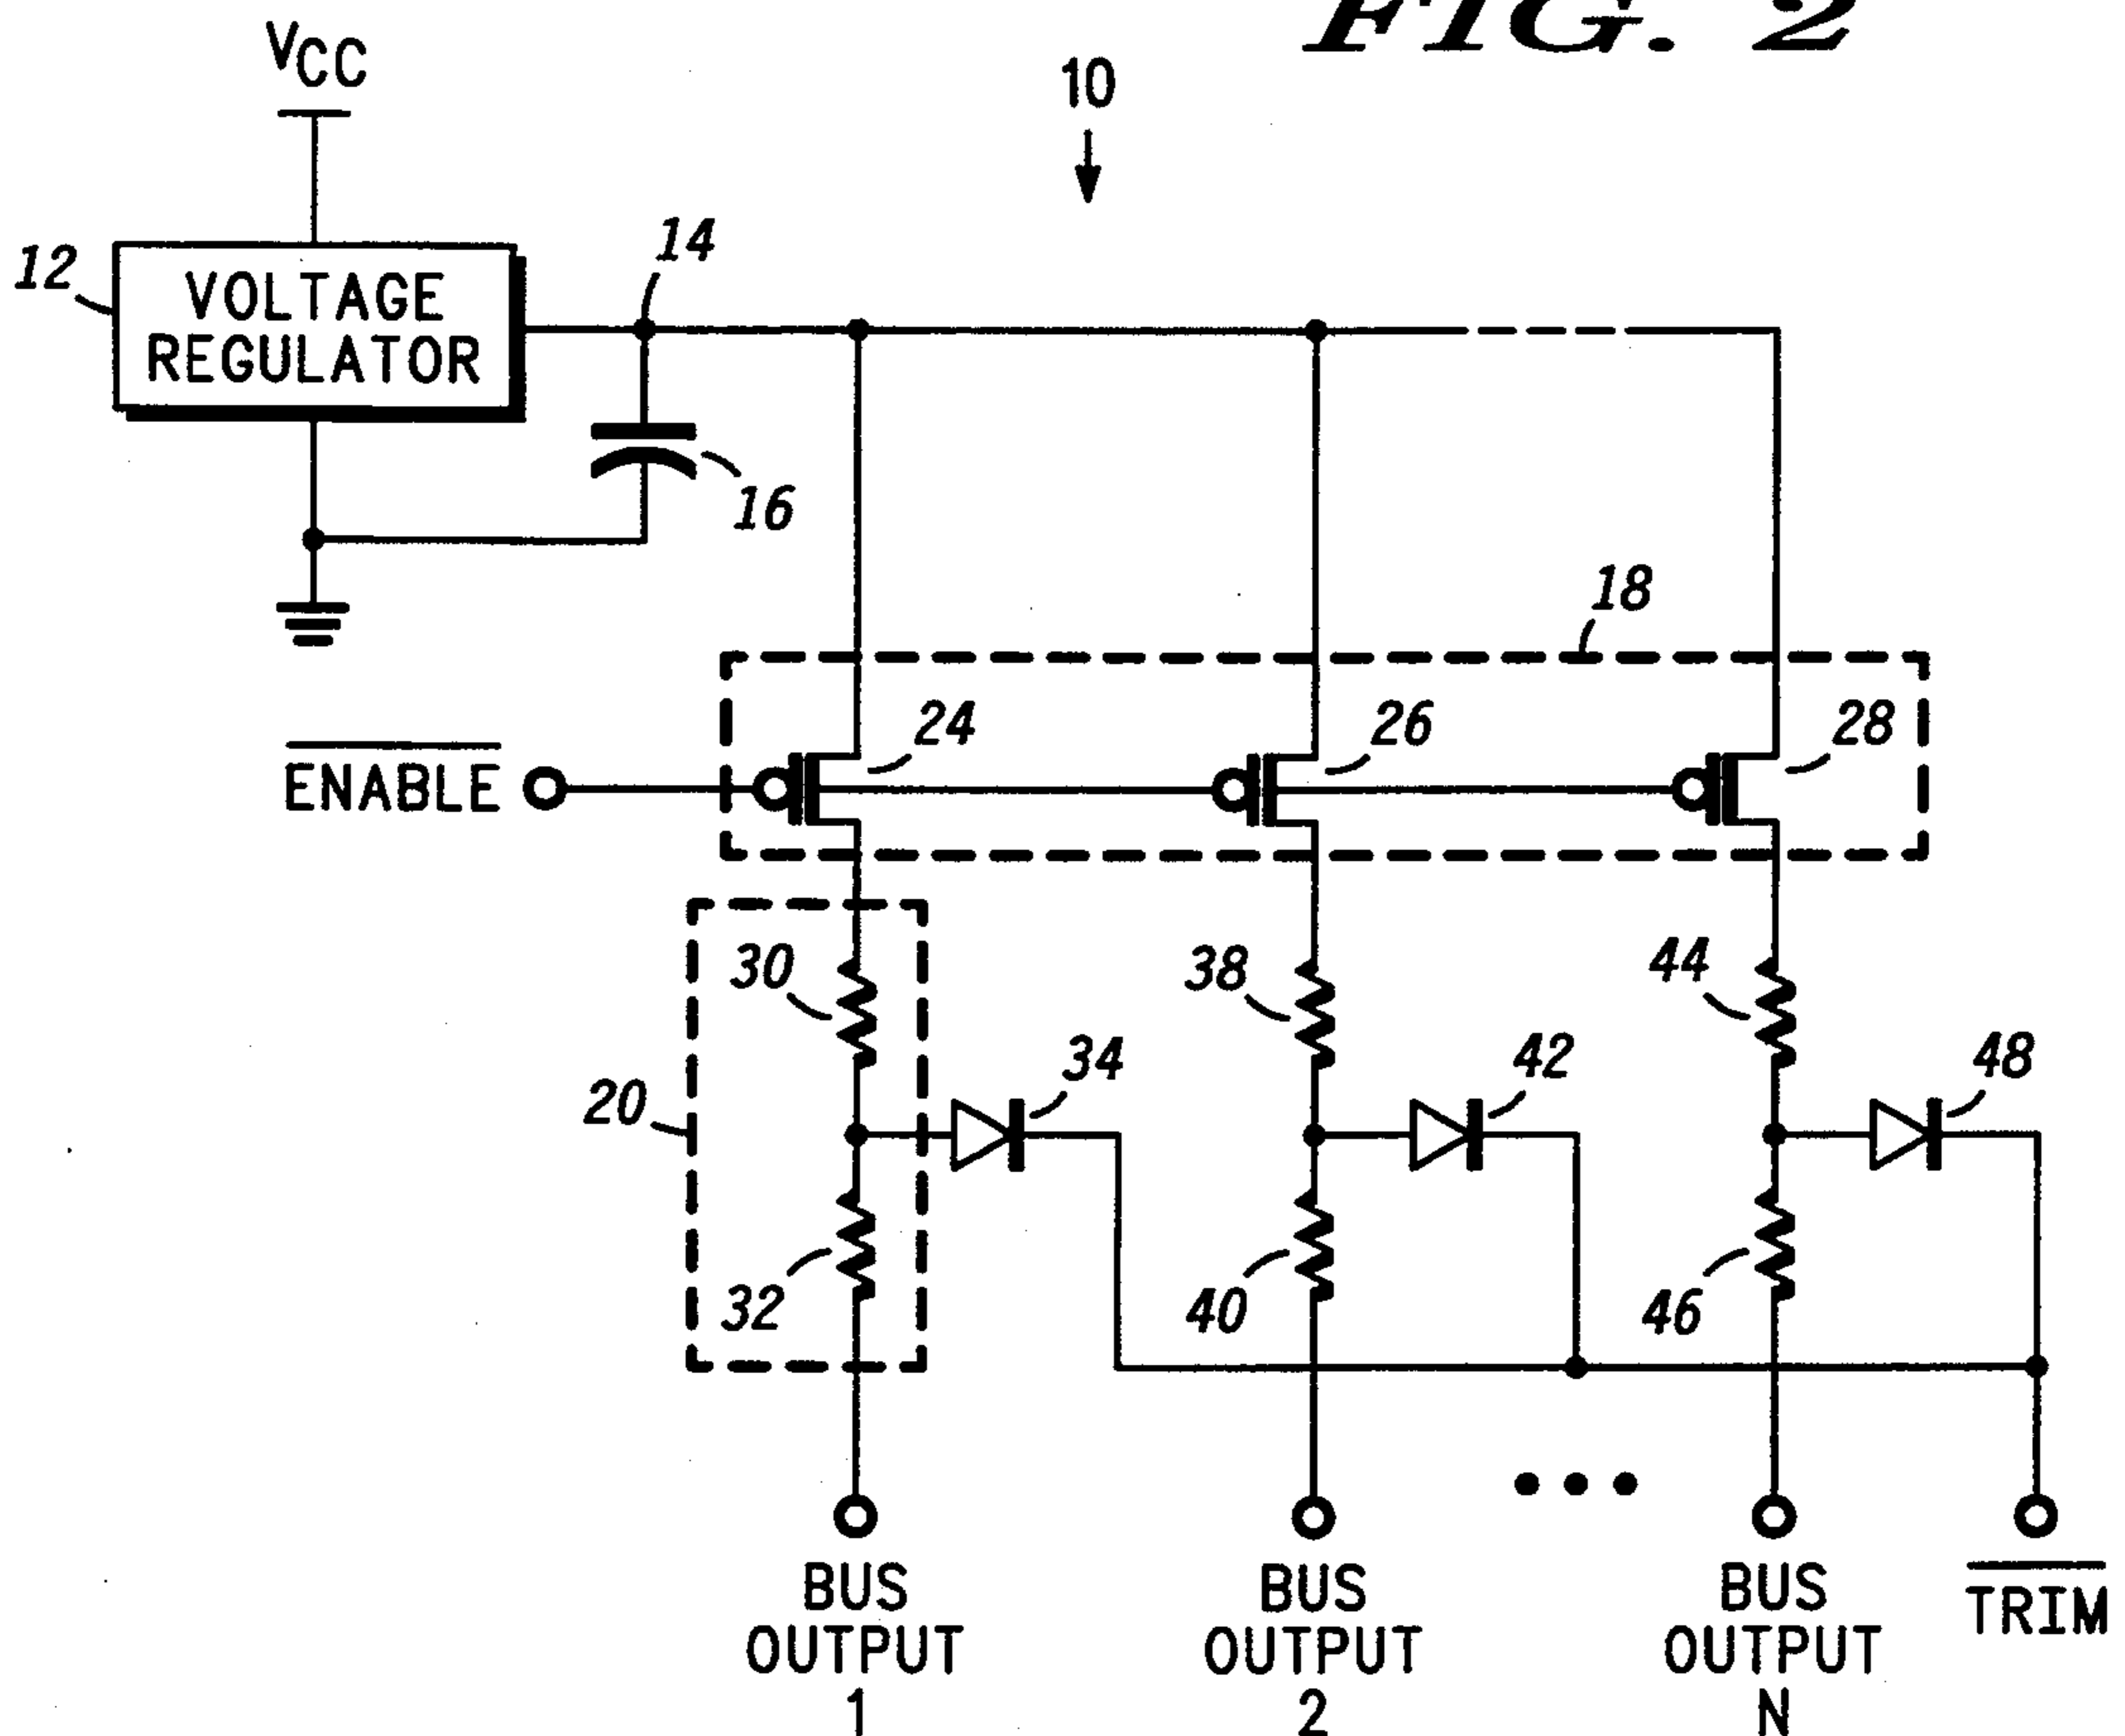 FIG. 2
VCC
10
14
12
VOLTAGE
REGULATOR
16
18
24
26
28
ENABLE
30
38
44
34
42
48
20
32
40
46
• • •
BUS
OUTPUT
1
BUS
OUTPUT
2
BUS
OUTPUT
N
TRIM